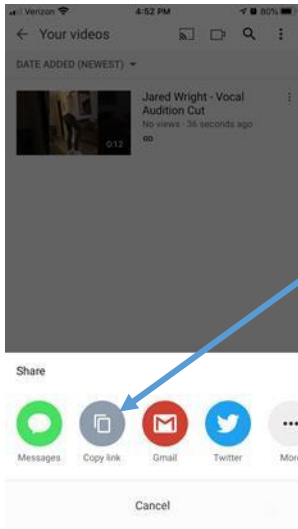 Verizon 4:52 PM 80%
← Your videos
DATE ADDED (NEWEST)
Jared Wright - Vocal
Audition Cut
No views · 36 seconds ago
0:12
Share
Messages Copy link Gmail Twitter More
Cancel